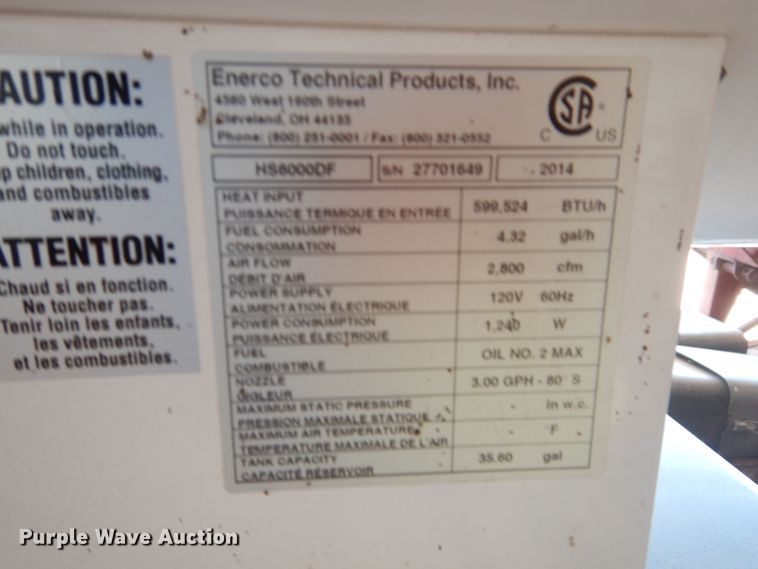 CAUTION:
while in operation.
Do not touch.
p children, clothing,
and combustibles
away.
ATTENTION:
Chaud si en fonction.
Ne toucher pas.
Tenir loin les enfants,
les vêtements,
et les combustibles.
Enerco Technical Products, Inc.
4560 West 160th Street
Cleveland, OH 44135
Phone: (800) 251-0001 / Fax: (800) 321-0552
CSA
C US
HS6000DF S/N 27701649 2014
HEAT INPUT
PUISSANCE TERMIQUE EN ENTRÉE 599,524 BTU/h
FUEL CONSUMPTION
CONSOMMATION 4.32 gal/h
AIR FLOW
DÉBIT D'AIR 2,800 cfm
POWER SUPPLY
ALIMENTATION ÉLECTRIQUE 120V 60Hz
POWER CONSUMPTION
PUISSANCE ÉLECTRIQUE 1,240 W
FUEL
COMBUSTIBLE OIL NO. 2 MAX
NOZZLE
GIGLEUR 3.00 GPH - 80° S
MAXIMUM STATIC PRESSURE
PRESSION MAXIMALE STATIQUE - in w.c.
MAXIMUM AIR TEMPERATURE
TEMPERATURE MAXIMALE DE L'AIR - F
TANK CAPACITY
CAPACITÉ RÉSERVOIR 35.60 gal
Purple Wave Auction